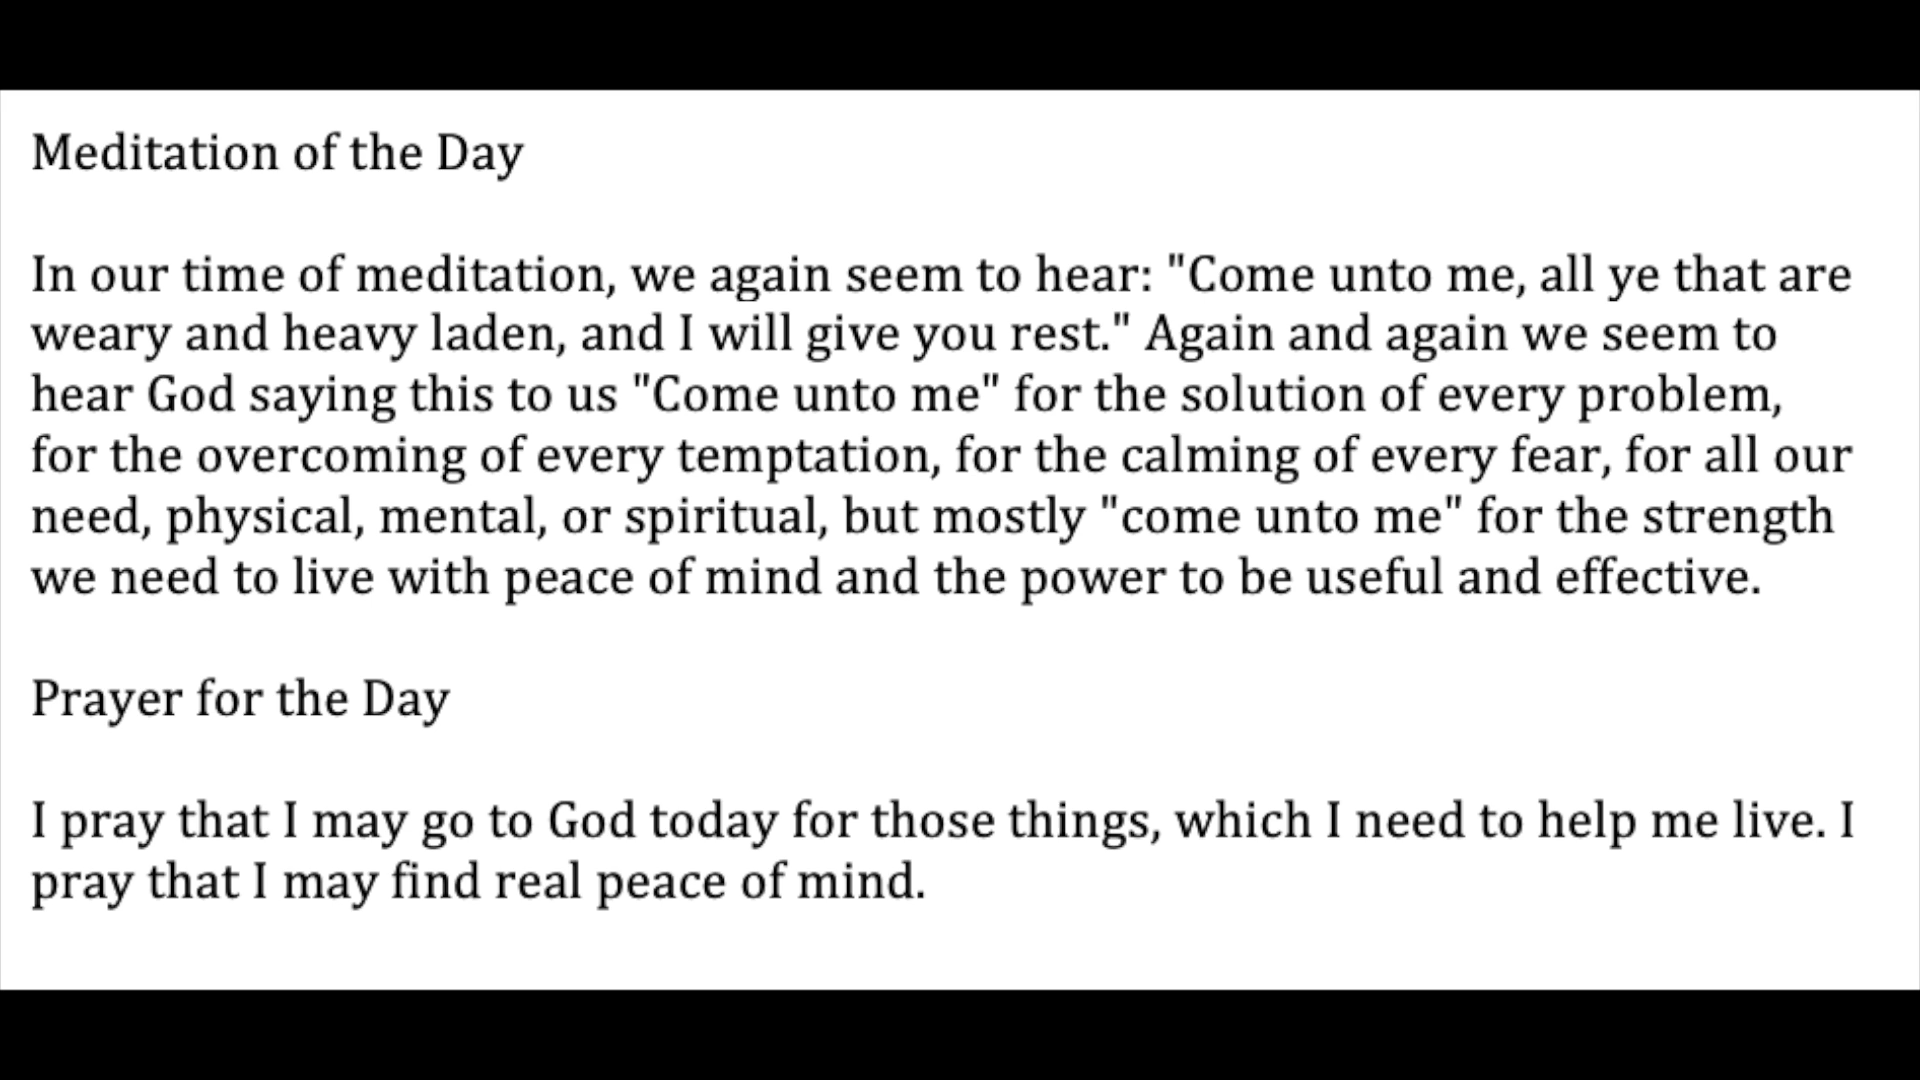 Meditation of the Day
In our time of meditation, we again seem to hear: "Come unto me, all ye that are
weary and heavy laden, and I will give you rest." Again and again we seem to
hear God saying this to us "Come unto me" for the solution of every problem,
for the overcoming of every temptation, for the calming of every fear, for all our
need, physical, mental, or spiritual, but mostly "come unto me" for the strength
we need to live with peace of mind and the power to be useful and effective.
Prayer for the Day
I pray that I may go to God today for those things, which I need to help me live. I
pray that I may find real peace of mind.